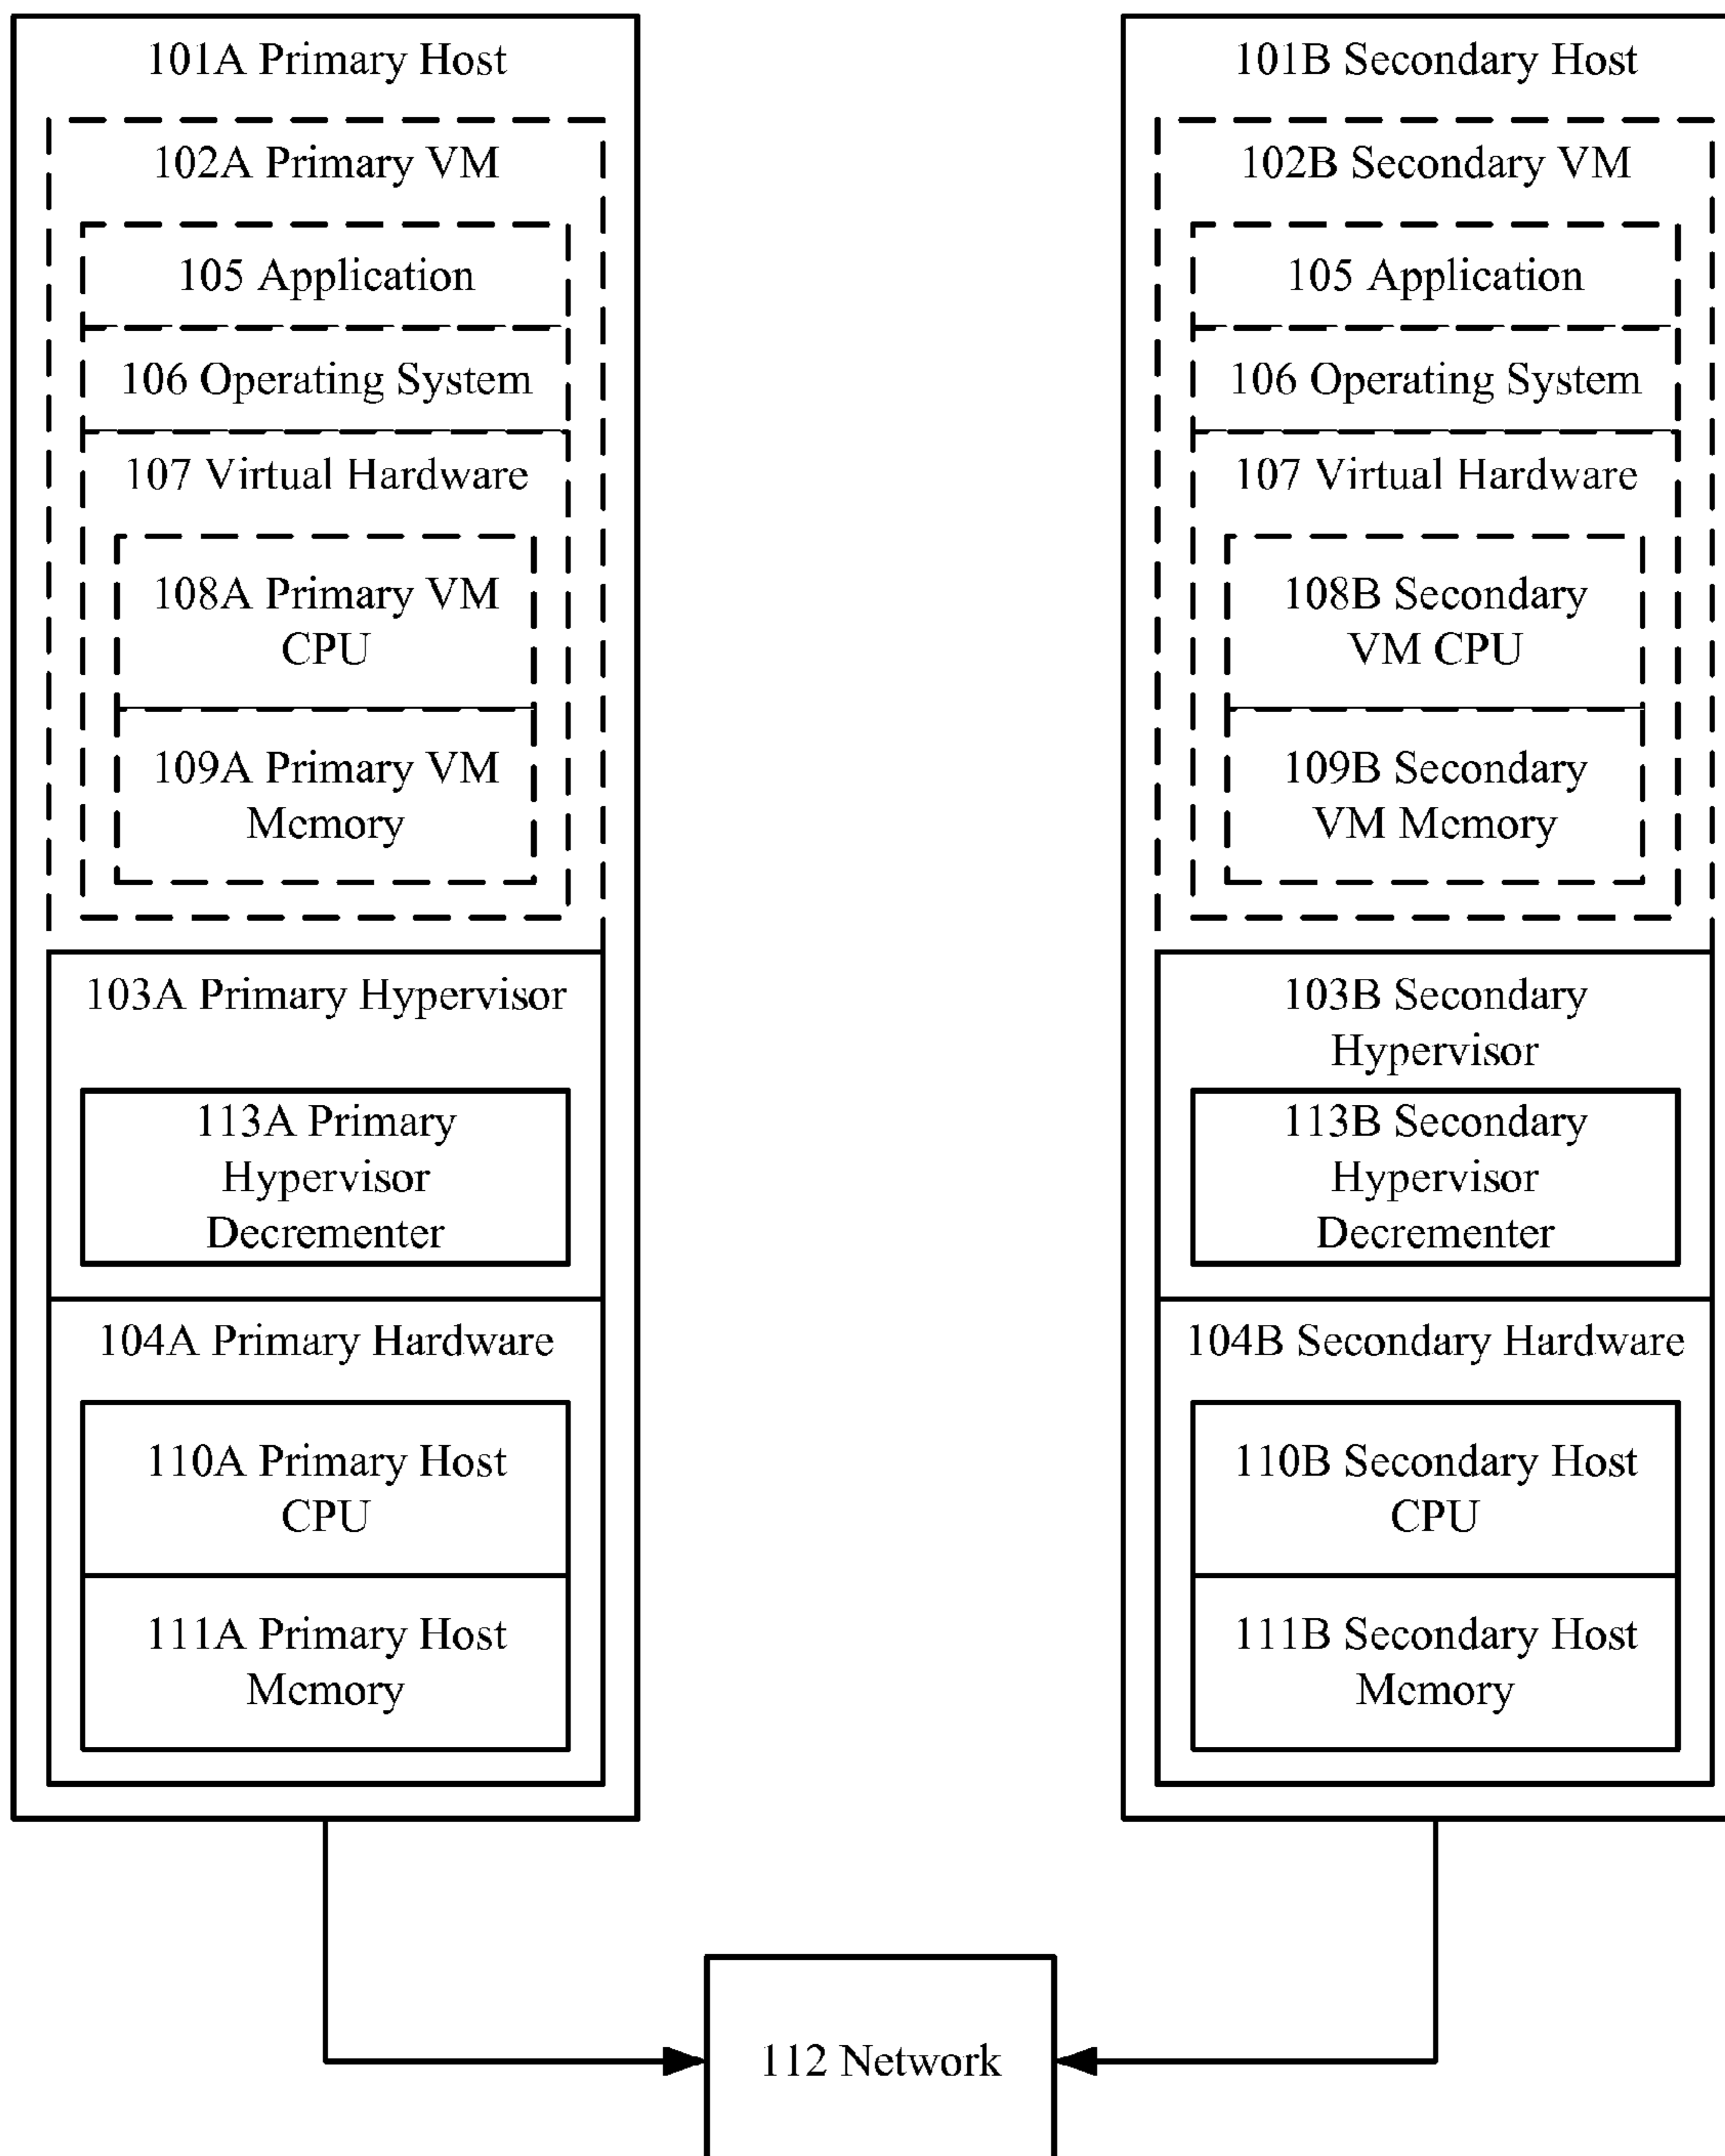 101A Primary Host
102A Primary VM
105 Application
106 Operating System
107 Virtual Hardware
108A Primary VM
CPU
109A Primary VM
Memory
103A Primary Hypervisor
113A Primary
Hypervisor
Decrementer
104A Primary Hardware
110A Primary Host
CPU
111A Primary Host
Memory
101B Secondary Host
102B Secondary VM
105 Application
106 Operating System
107 Virtual Hardware
108B Secondary
VM CPU
109B Secondary
VM Memory
103B Secondary
Hypervisor
113B Secondary
Hypervisor
Decrementer
104B Secondary Hardware
110B Secondary Host
CPU
111B Secondary Host
Memory
112 Network